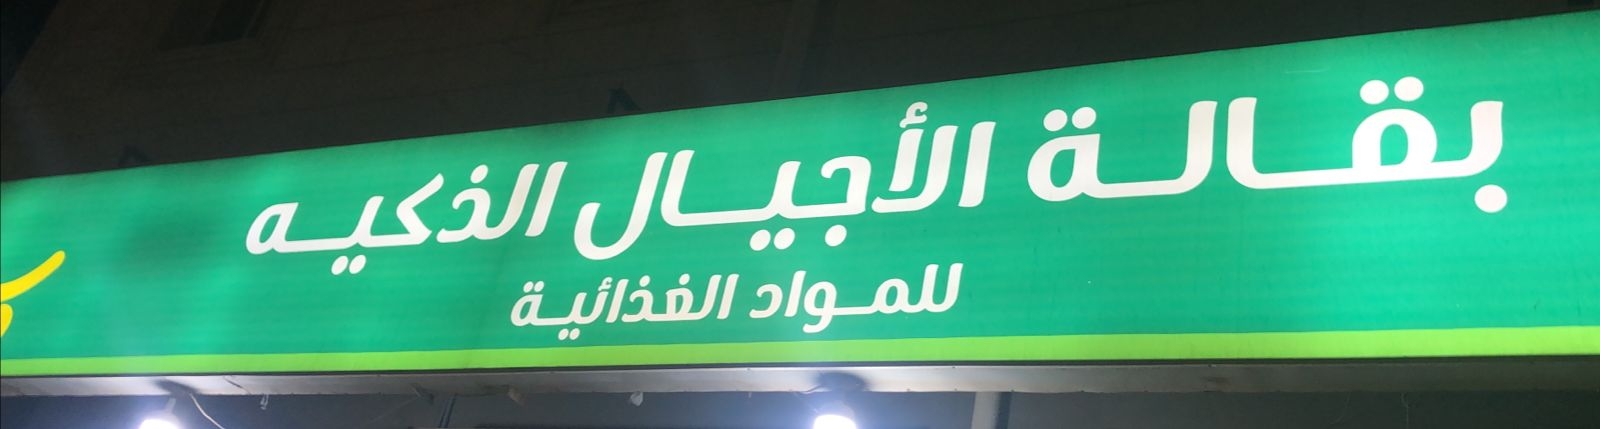 بقالة الأجيال الذكيه
للمواد الغذائية